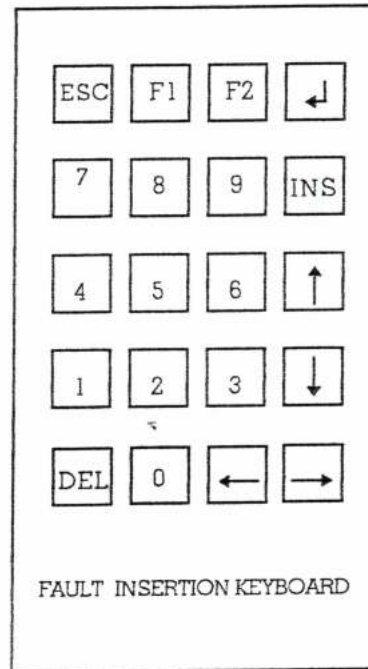 ESC F1 F2 ↲
7 8 9 INS
4 5 6 ↑
1 2 3 ↓
DEL 0 ← →
FAULT INSERTION KEYBOARD